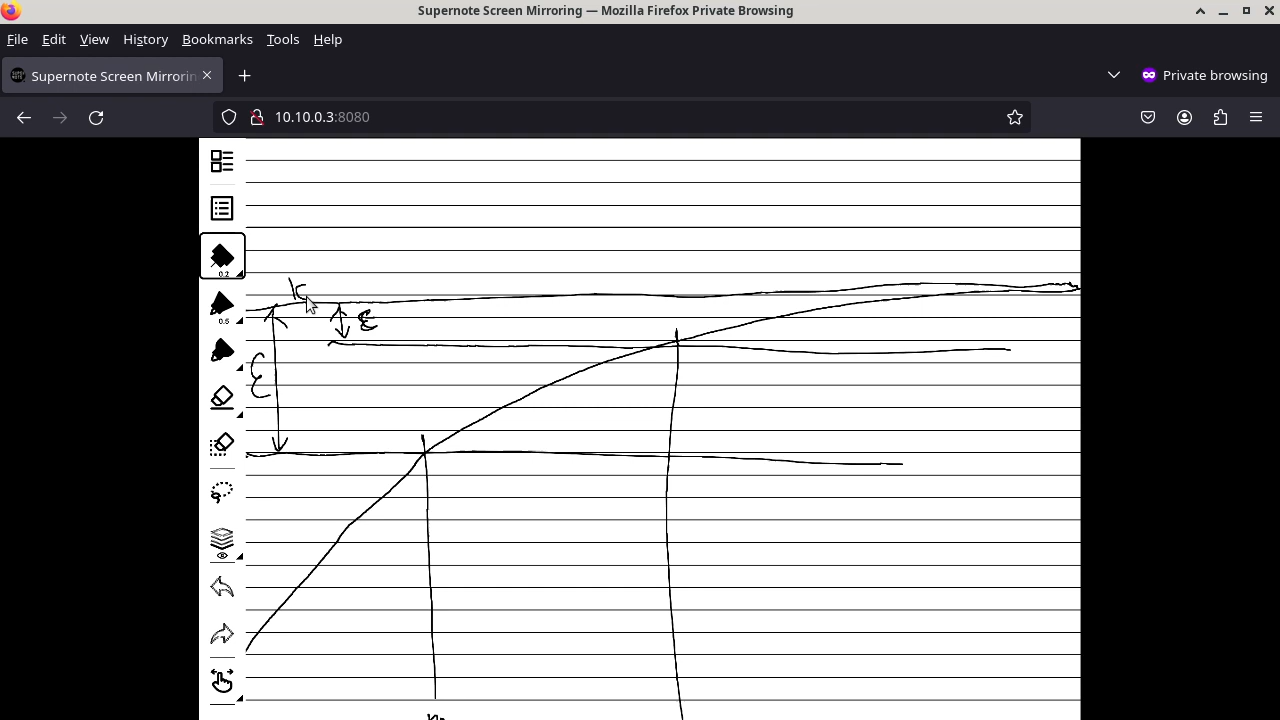 Supernote Screen Mirroring — Mozilla Firefox Private Browsing
File Edit View History Bookmarks Tools Help
Supernote Screen Mirrorin
Private browsing
10.10.0.3:8080
0.2
K
0.5
ε
ε